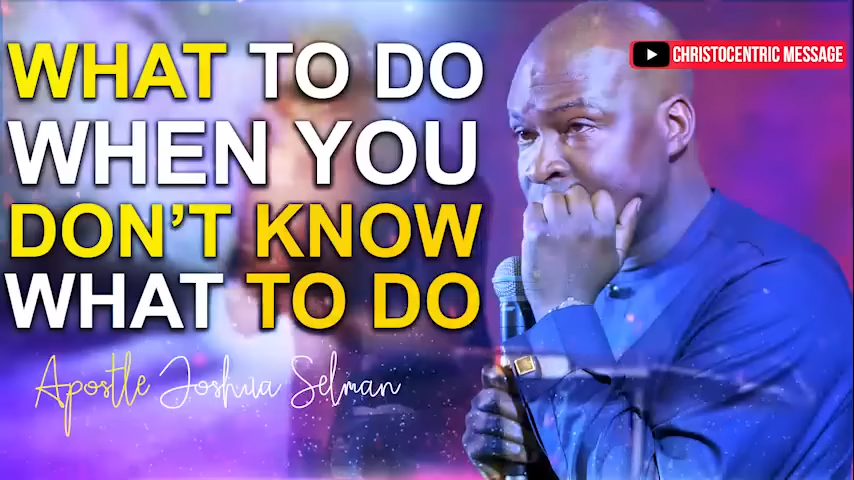 WHAT TO DO
WHEN YOU
DON'T KNOW
WHAT TO DO
Apostle Joshua Selman
CHRISTOCENTRIC MESSAGE